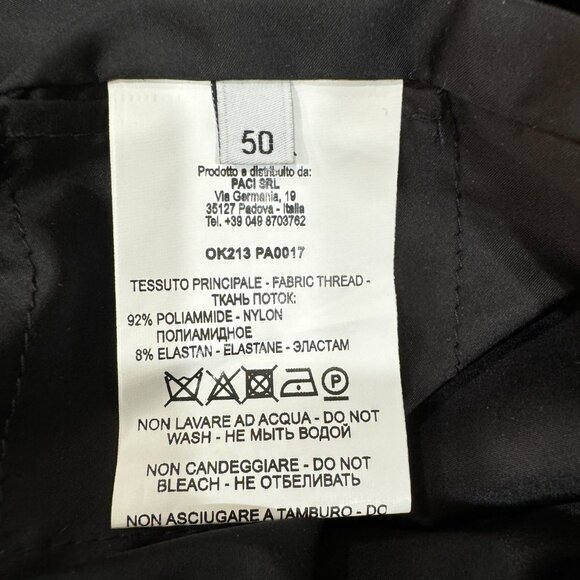 50
Prodotto e distribuito da:
PACI SRL
Via Germania, 19
35127 Padova - Italia
Tel. +39 049 8703762
OK213 PA0017
TESSUTO PRINCIPALE - FABRIC THREAD -
ТКАНЬ ПОТОК:
92% POLIAMMIDE - NYLON
ПОЛИАМИДНОЕ
8% ELASTAN - ELASTANE - ЭЛАСТАМ
NON LAVARE AD ACQUA - DO NOT
WASH - НЕ МЫТЬ ВОДОЙ
NON CANDEGGIARE - DO NOT
BLEACH - НЕ ОТБЕЛИВАТЬ
NON ASCIUGARE A TAMBURO - DO